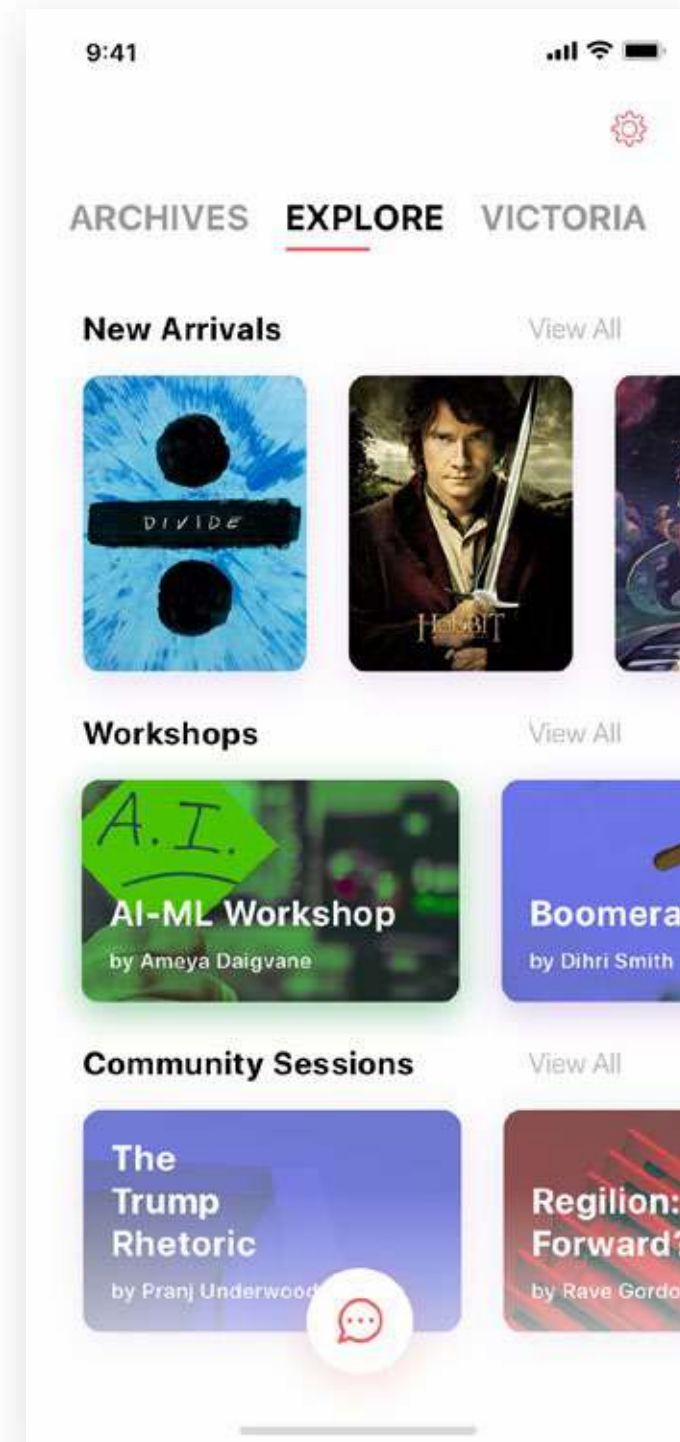 9:41
ARCHIVES EXPLORE VICTORIA
New Arrivals View All
DIVIDE
HOBBIT
Workshops View All
A.I.
AI-ML Workshop
by Ameya Daigvane
Boomera
by Dihri Smith
Community Sessions View All
The
Trump
Rhetoric
by Pranj Underwood
Regilion:
Forward?
by Rave Gordo